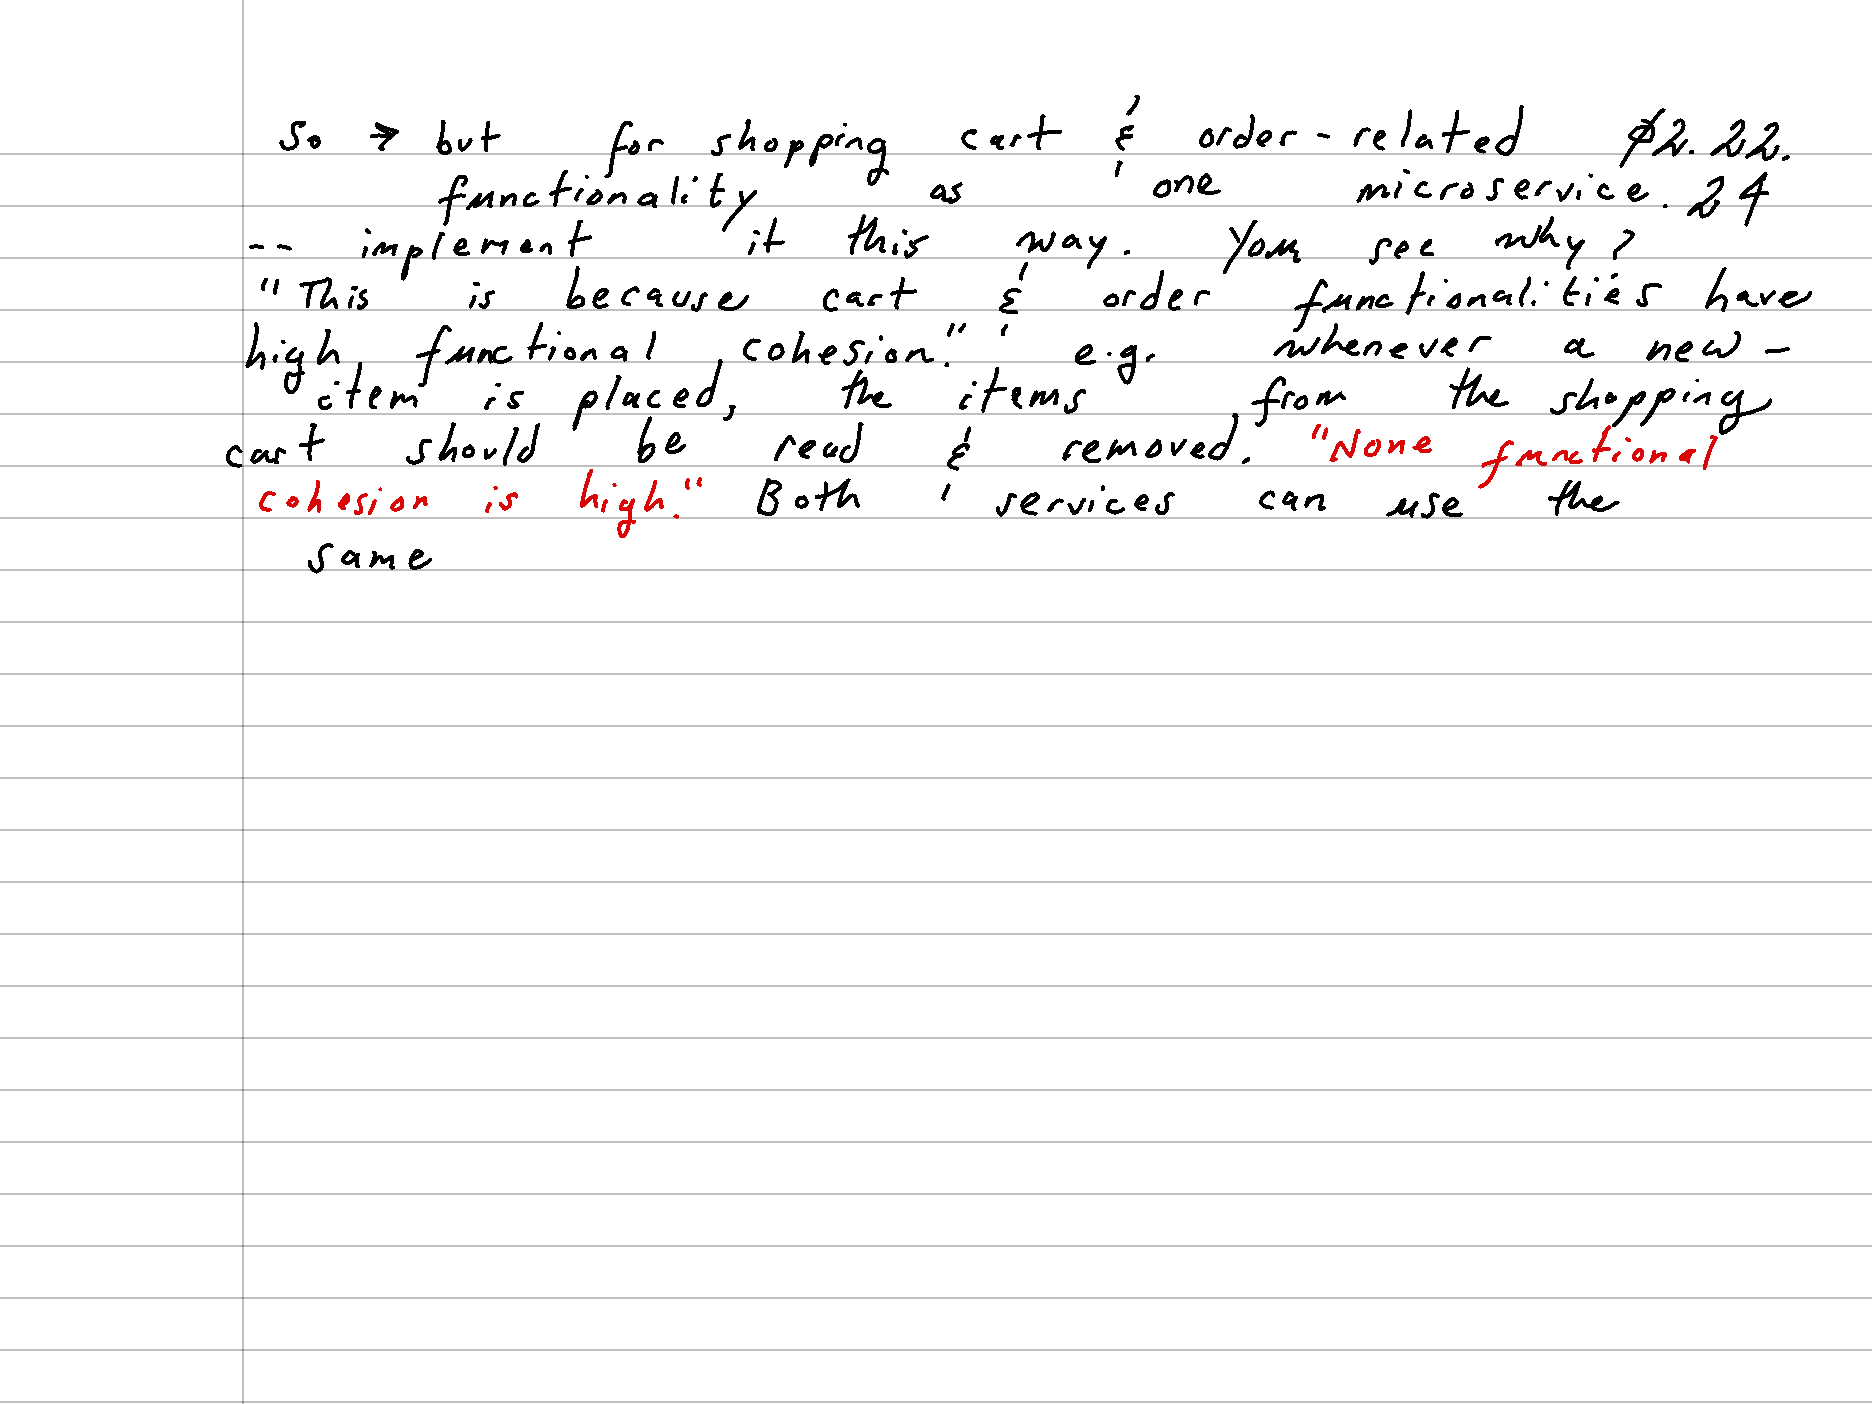 So → but for shopping cart & order-related 02.22.
functionality as one microservice. 24
-- implement it this way. You see why?
"This is because cart & order functionalities have
high functional cohesion." e.g. whenever a new -
item is placed, the items from the shopping
cart should be read & removed. "None functional
cohesion is high." Both services can use the
same